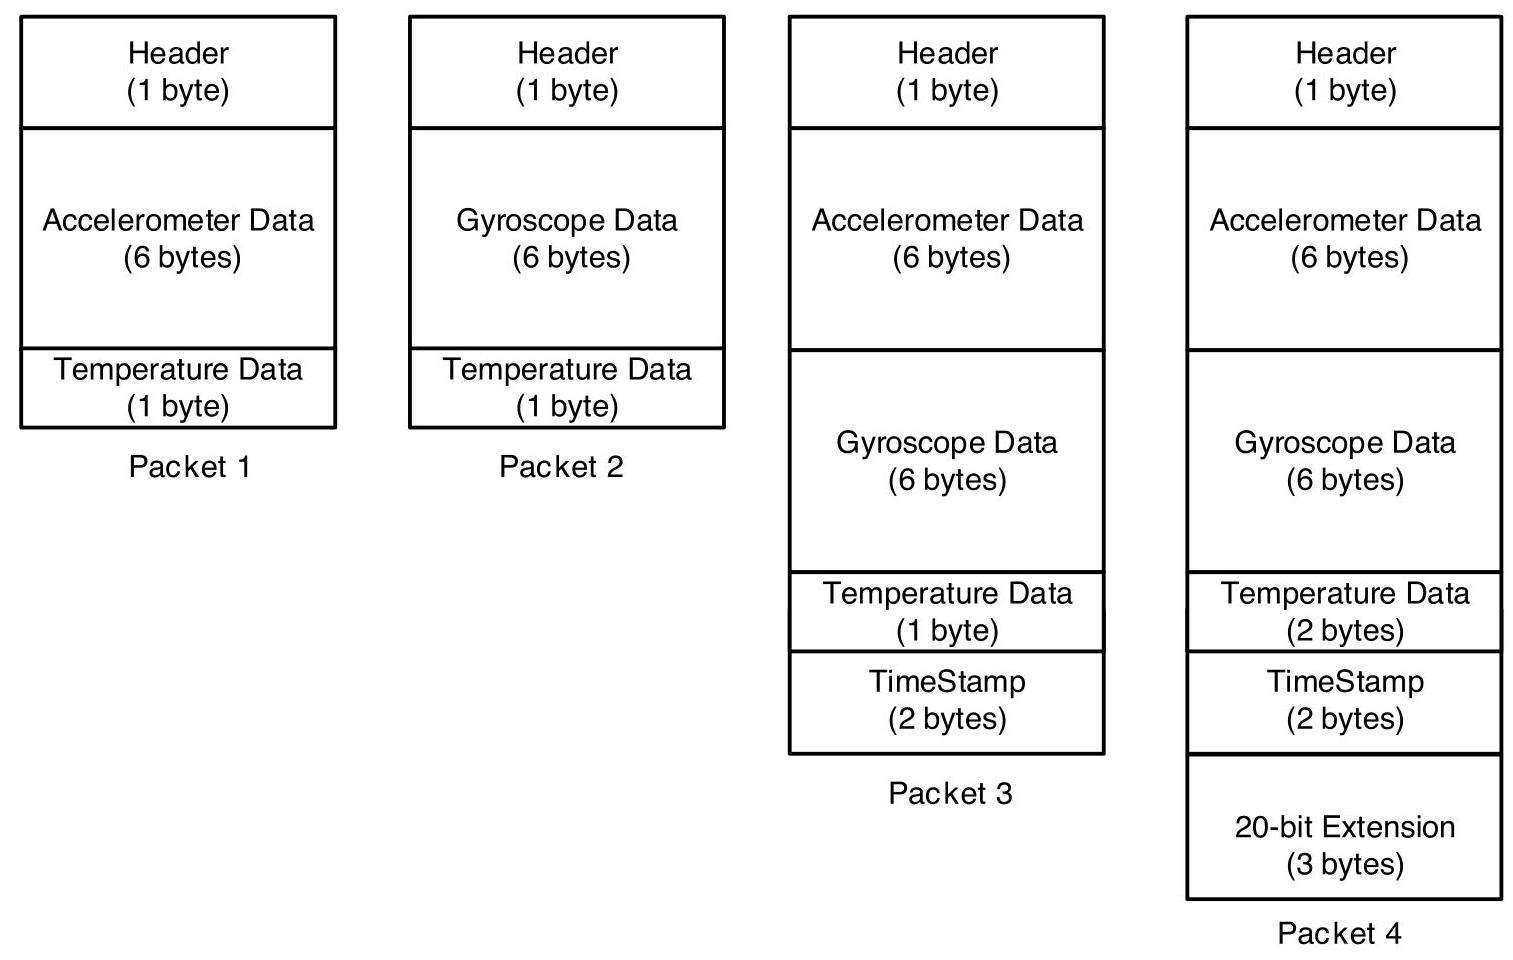 Header
(1 byte)
Accelerometer Data
(6 bytes)
Temperature Data
(1 byte)
Packet 1
Header
(1 byte)
Gyroscope Data
(6 bytes)
Temperature Data
(1 byte)
Packet 2
Header
(1 byte)
Accelerometer Data
(6 bytes)
Gyroscope Data
(6 bytes)
Temperature Data
(1 byte)
TimeStamp
(2 bytes)
Packet 3
Header
(1 byte)
Accelerometer Data
(6 bytes)
Gyroscope Data
(6 bytes)
Temperature Data
(2 bytes)
TimeStamp
(2 bytes)
20-bit Extension
(3 bytes)
Packet 4